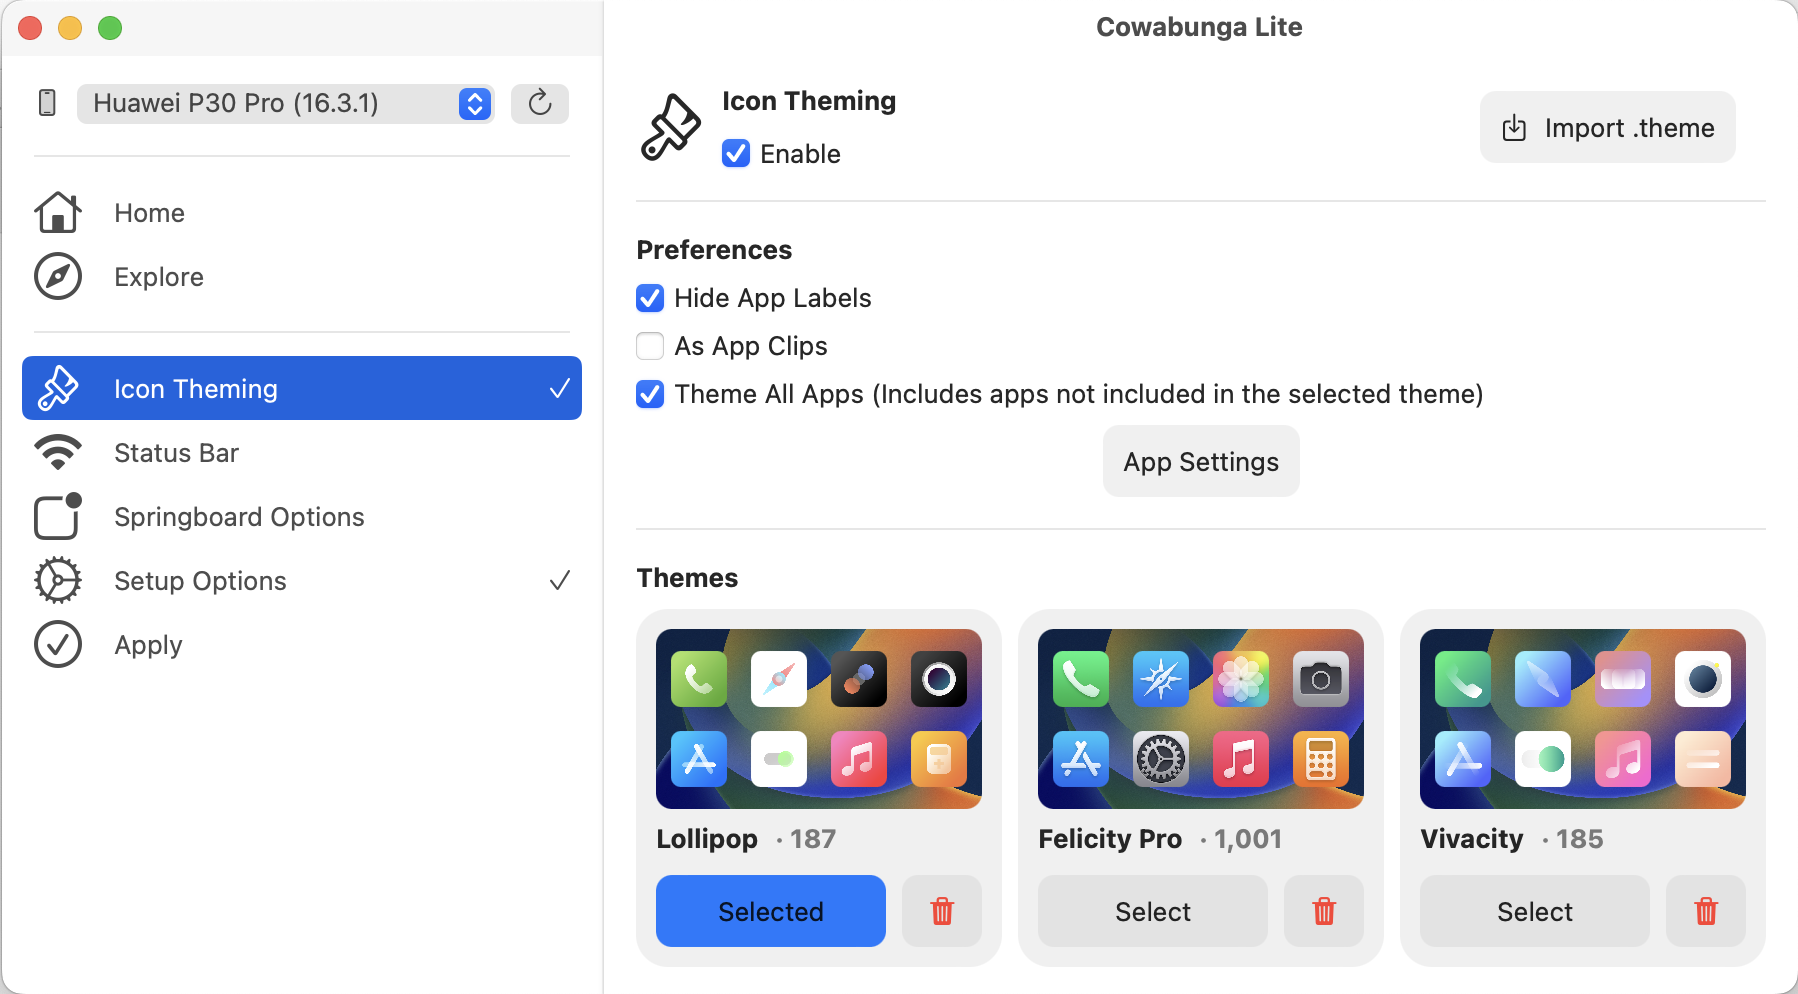 Cowabunga Lite
Huawei P30 Pro (16.3.1)
Home
Explore
Icon Theming
Status Bar
Springboard Options
Setup Options
Apply
Icon Theming
Enable
Import .theme
Preferences
Hide App Labels
As App Clips
Theme All Apps (Includes apps not included in the selected theme)
App Settings
Themes
Lollipop · 187
Selected
Felicity Pro · 1,001
Select
Vivacity · 185
Select